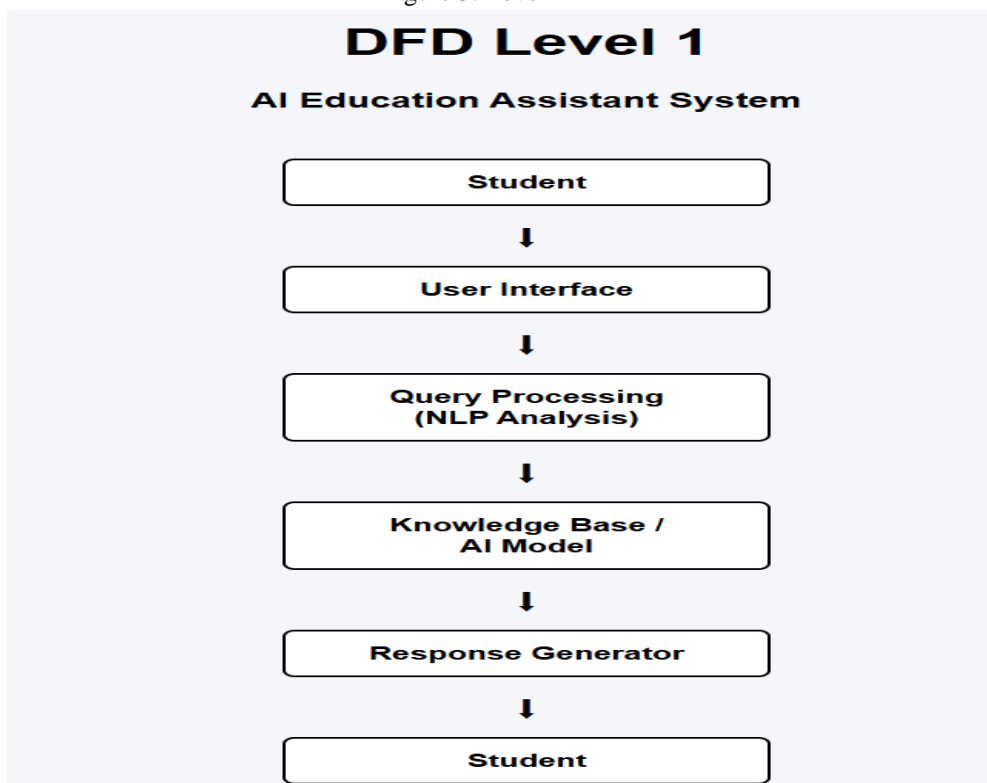 DFD Level 1
AI Education Assistant System
Student
User Interface
Query Processing
(NLP Analysis)
Knowledge Base /
AI Model
Response Generator
Student